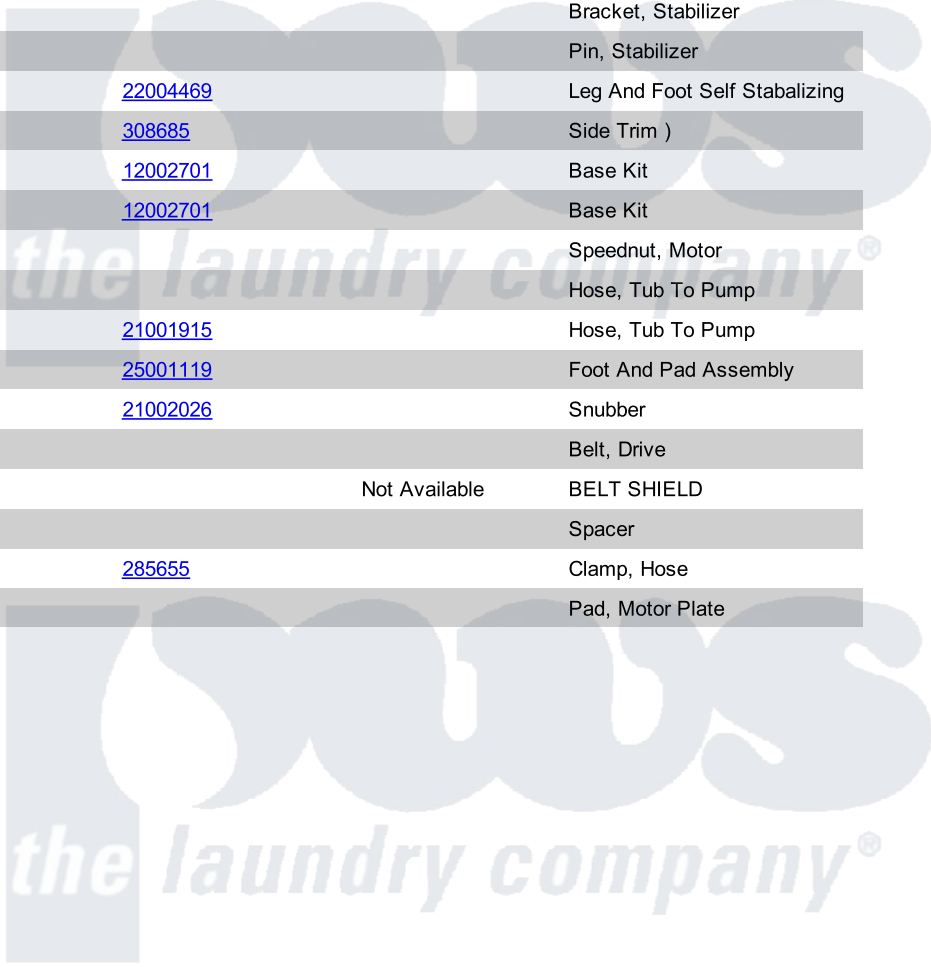 Bracket, Stabilizer
Pin, Stabilizer
22004469 Leg And Foot Self Stabalizing
308685 Side Trim )
12002701 Base Kit
12002701 Base Kit
Speednut, Motor
the laundry company®
Hose, Tub To Pump
21001915 Hose, Tub To Pump
25001119 Foot And Pad Assembly
21002026 Snubber
Belt, Drive
Not Available BELT SHIELD
Spacer
285655 Clamp, Hose
Pad, Motor Plate
pws
the laundry company®